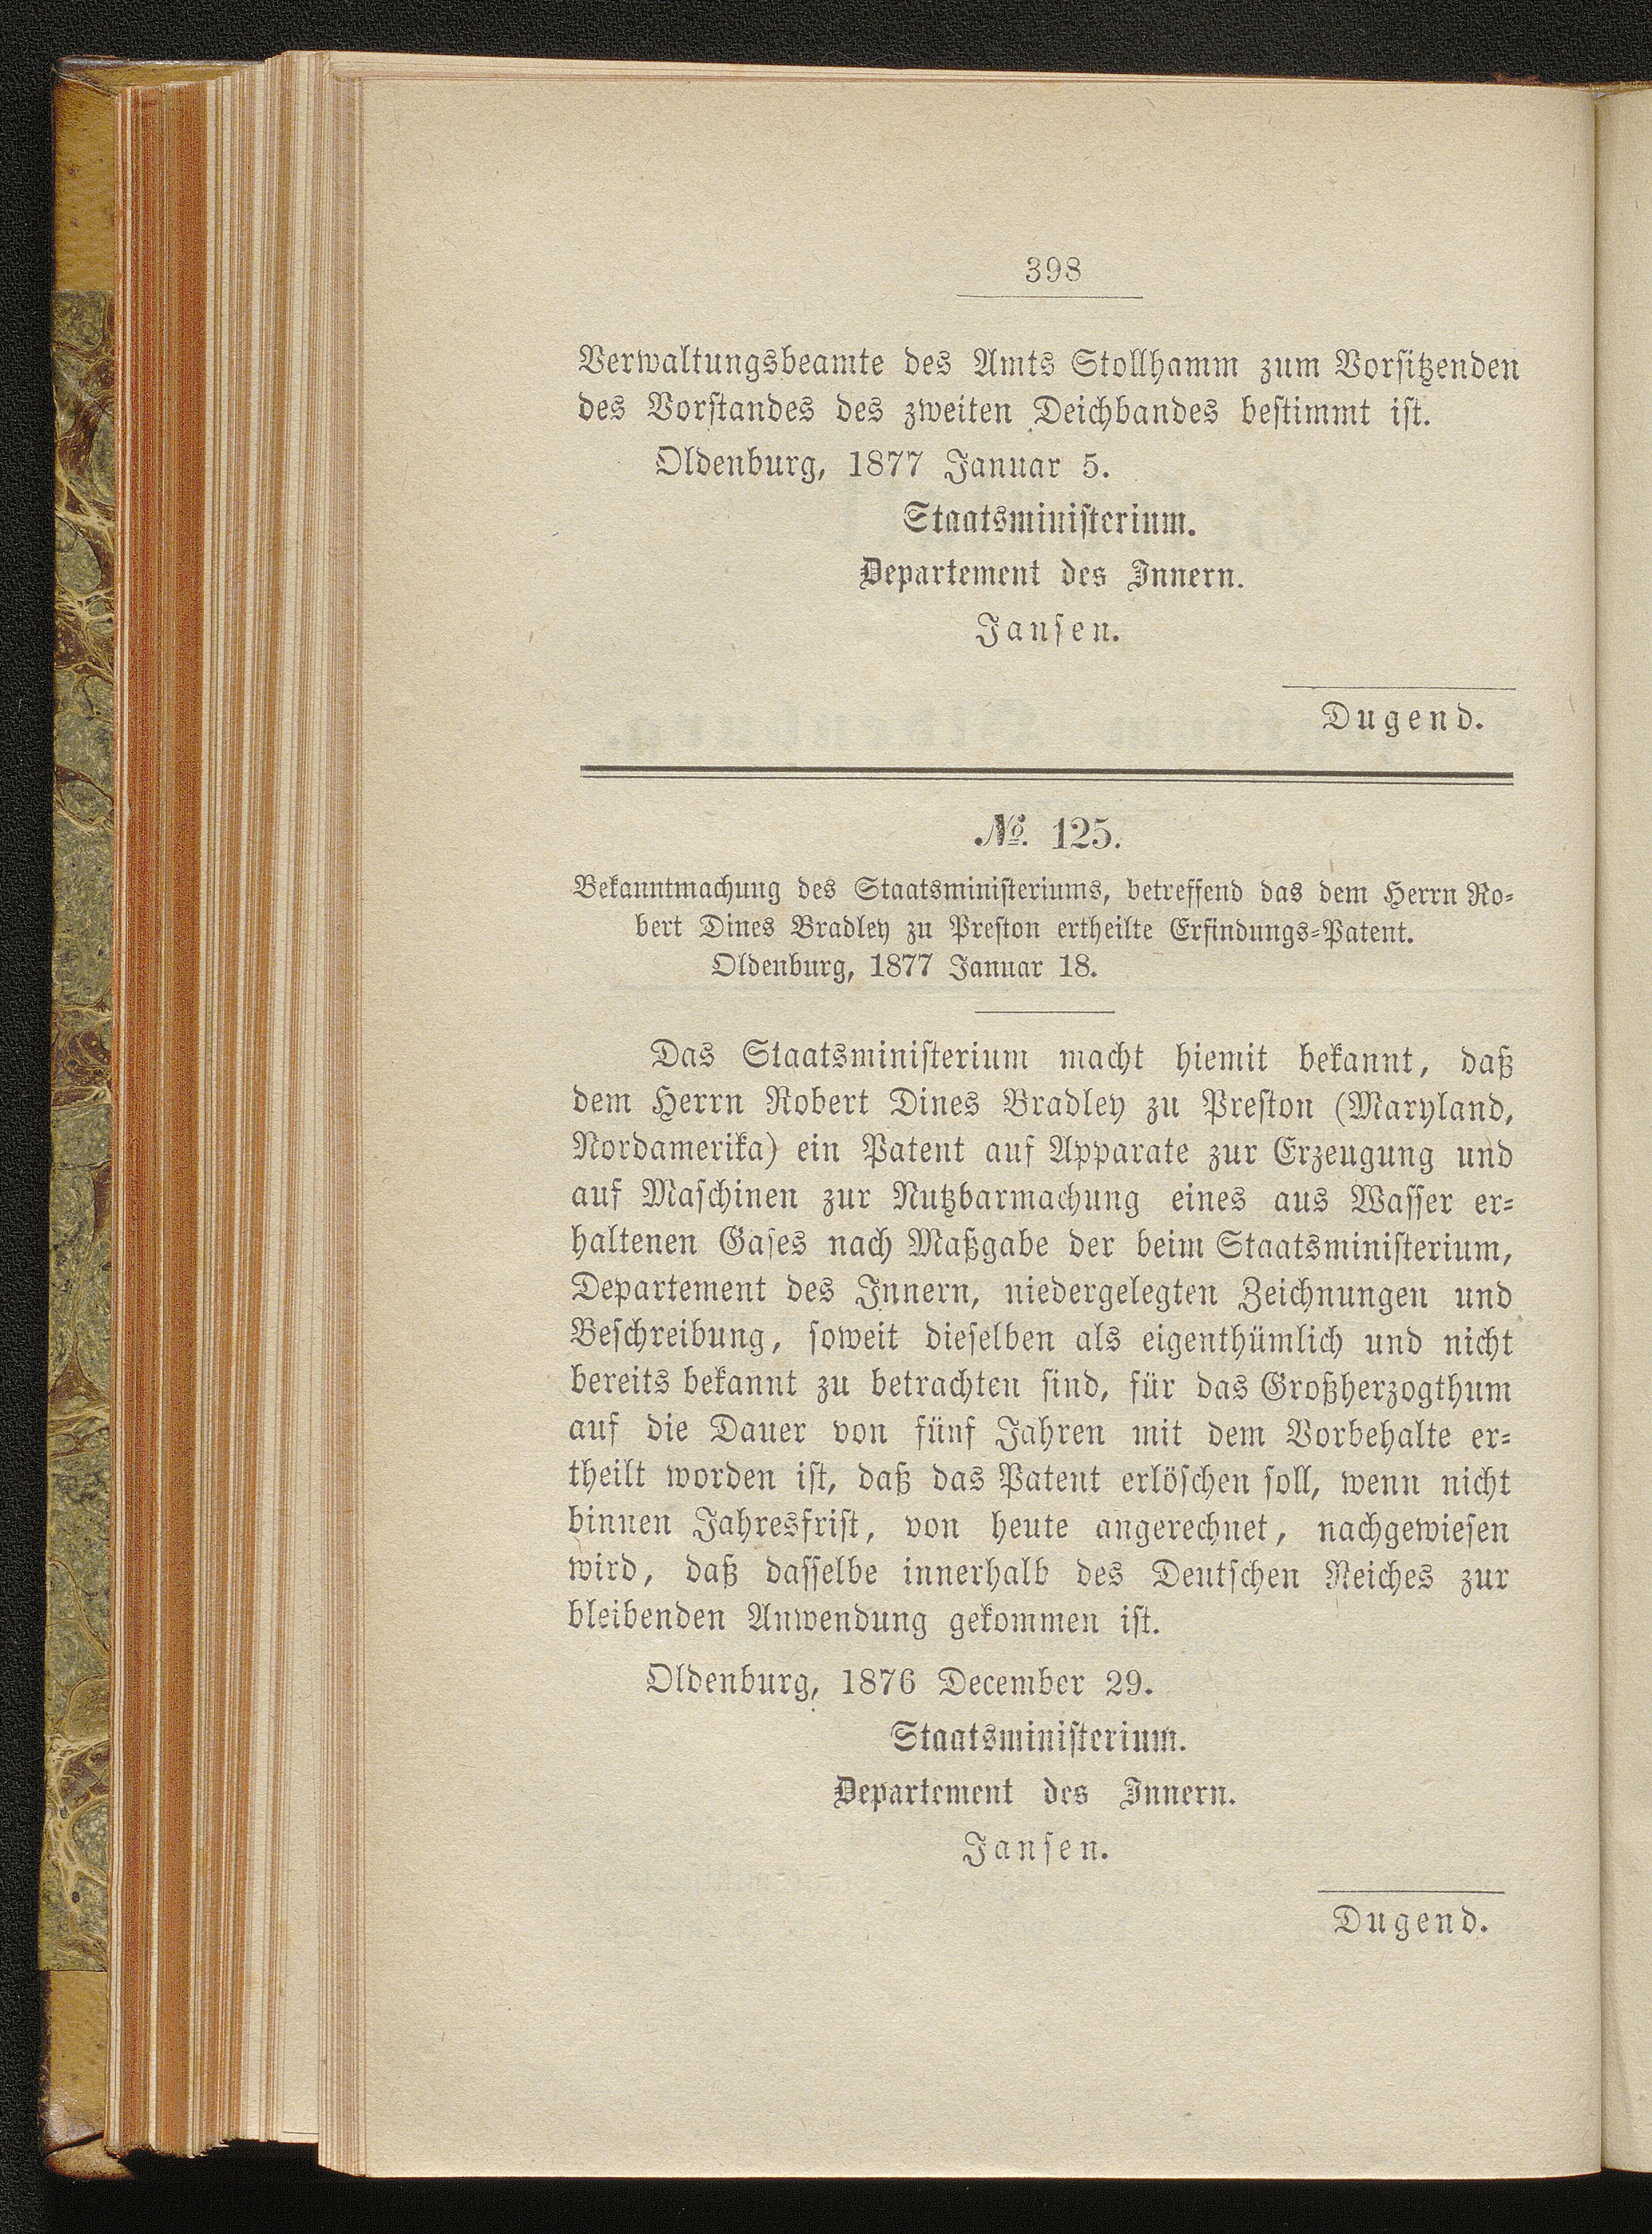 398
Verwaltungsbeamte des Amts Stollhamm zum Vorsitzenden
des Vorstandes des zweiten Deichbandes bestimmt ist.
Oldenburg, 1877 Januar 5.
Staatsministerium.
Departement des Innern.
Jansen.
Dugend.
№. 125.
Bekanntmachung des Staatsministeriums, betreffend das dem Herrn Ro-
bert Dines Bradley zu Preston ertheilte Erfindungs-Patent.
Oldenburg, 1877 Januar 18.
Das Staatsministerium macht hiemit bekannt, daß
dem Herrn Robert Dines Bradley zu Preston (Maryland,
Nordamerika) ein Patent auf Apparate zur Erzeugung und
auf Maschinen zur Nutzbarmachung eines aus Wasser er-
haltenen Gases nach Maßgabe der beim Staatsministerium,
Departement des Innern, niedergelegten Zeichnungen und
Beschreibung, soweit dieselben als eigenthümlich und nicht
bereits bekannt zu betrachten sind, für das Großherzogthum
auf die Dauer von fünf Jahren mit dem Vorbehalte er-
theilt worden ist, daß das Patent erlöschen soll, wenn nicht
binnen Jahresfrist, von heute angerechnet, nachgewiesen
wird, daß dasselbe innerhalb des Deutschen Reiches zur
bleibenden Anwendung gekommen ist.
Oldenburg, 1876 December 29.
Staatsministerium.
Departement des Innern.
Jansen.
Dugend.